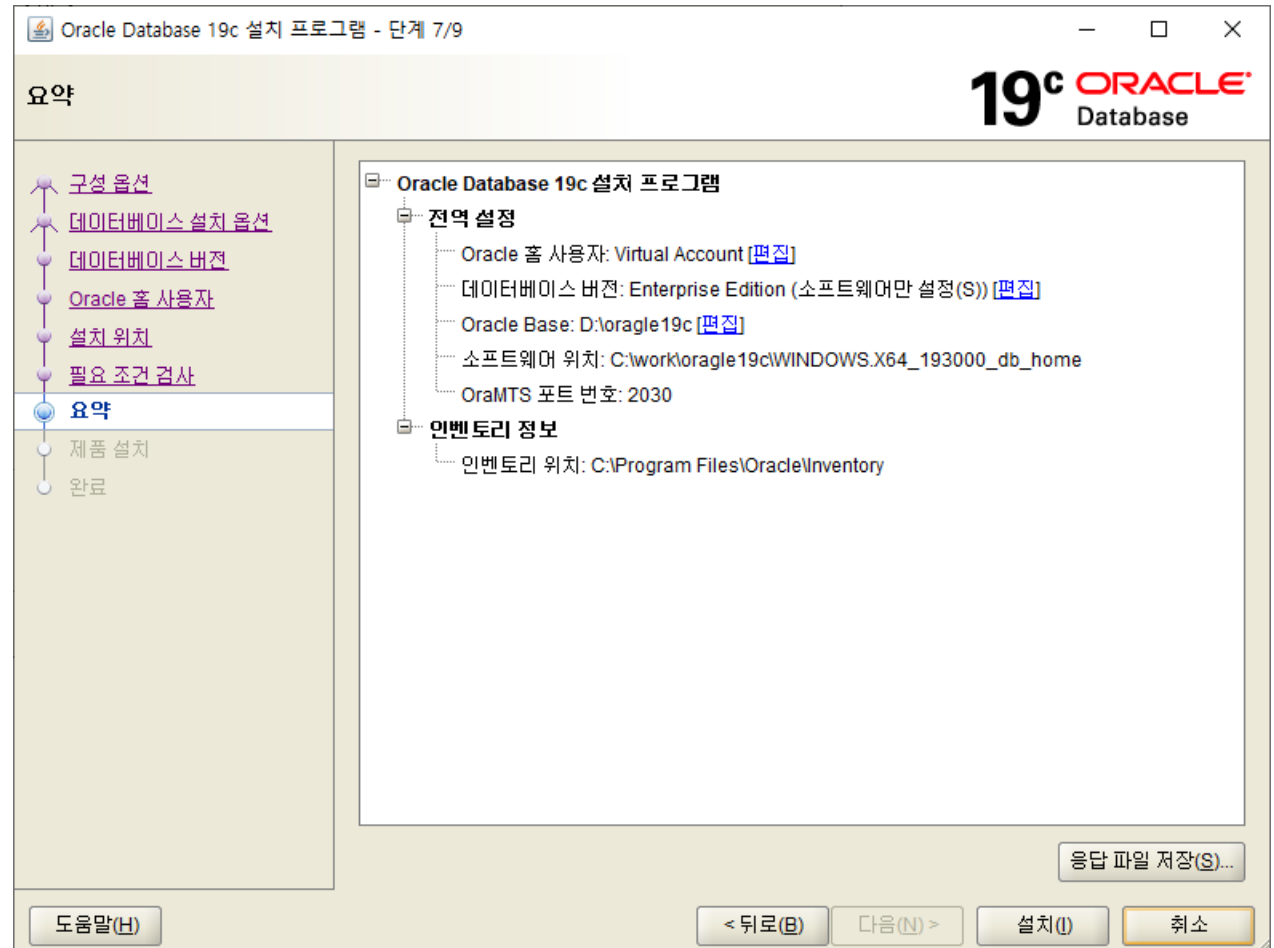 Oracle Database 19c 설치 프로그램 - 단계 7/9
요약
19c ORACLE
Database
구성 옵션
데이터베이스 설치 옵션
데이터베이스 버전
Oracle 홈 사용자
설치 위치
필요 조건 검사
요약
제품 설치
완료
Oracle Database 19c 설치 프로그램
전역 설정
Oracle 홈 사용자: Virtual Account [편집]
데이터베이스 버전: Enterprise Edition (소프트웨어만 설정(S)) [편집]
Oracle Base: D:\oragle19c [편집]
소프트웨어 위치: C:\work\oragle19c\WINDOWS.X64_193000_db_home
OraMTS 포트 번호: 2030
인벤토리 정보
인벤토리 위치: C:\Program Files\Oracle\Inventory
응답 파일 저장(S)...
도움말(H)
< 뒤로(B)
다음(N) >
설치(I)
취소